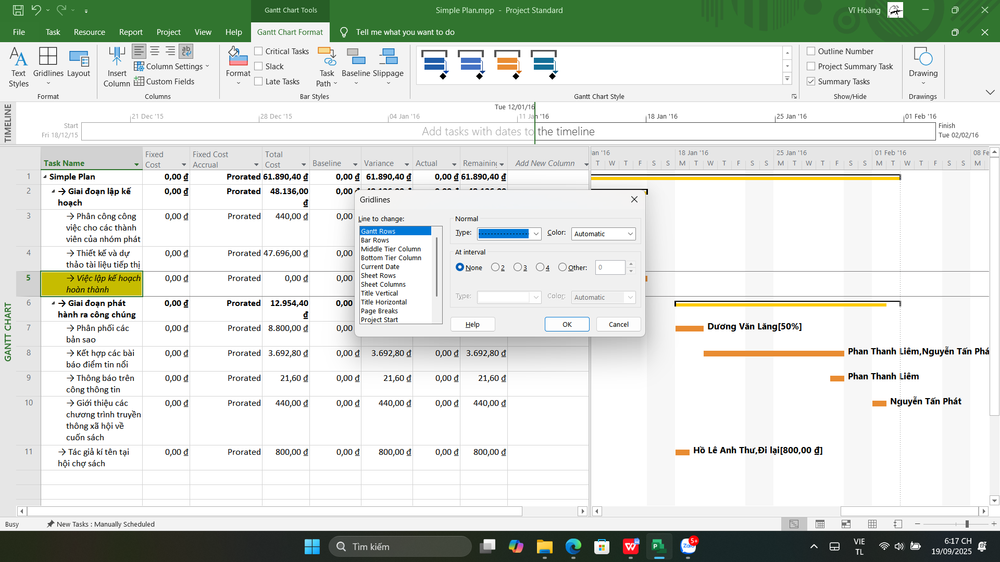 Gantt Chart Tools
Simple Plan.mpp - Project Standard
Vĩ Hoàng
File Task Resource Report Project View Help Gantt Chart Format Tell me what you want to do
Text Styles
Gridlines
Layout
Format
Insert Column
Column Settings
Custom Fields
Columns
Format
Critical Tasks
Slack
Late Tasks
Task Path
Baseline
Slippage
Bar Styles
Gantt Chart Style
Outline Number
Project Summary Task
Summary Tasks
Show/Hide
Drawing
Drawings
TIMELINE
Tue 12/01/16
21 Dec '15 28 Dec '15 04 Jan '16 11 Jan '16 18 Jan '16 25 Jan '16 01 Feb '16
Start
Fri 18/12/15
Add tasks with dates to the timeline
Finish
Tue 02/02/16
GANTT CHART
Task Name Fixed Cost Fixed Cost Accrual Total Cost Baseline Variance Actual Remaining Add New Column
an '16 18 Jan '16 25 Jan '16 01 Feb '16 08 Fe
T W T F S S M T W T F S S M T W T F S S M T W T F S S M
1 Simple Plan 0,00 ₫ Prorated 61.890,40 ₫ 0,00 ₫ 61.890,40 ₫ 0,00 ₫ 61.890,40 ₫
2 → Giai đoạn lập kế hoạch 0,00 ₫ Prorated 48.136,00 ₫ 0,00
3 → Phân công công việc cho các thành viên của nhóm phát 0,00 ₫ Prorated 440,00 ₫ 0,00
4 → Thiết kế và dự thảo tài liệu tiếp thị 0,00 ₫ Prorated 47.696,00 ₫ 0,00
5 → Việc lập kế hoạch hoàn thành 0,00 ₫ Prorated 0,00 ₫ 0,00
6 → Giai đoạn phát hành ra công chúng 0,00 ₫ Prorated 12.954,40 ₫ 0,00
7 → Phân phối các bản sao 0,00 ₫ Prorated 8.800,00 ₫ 0,00
Dương Văn Lăng[50%]
8 → Kết hợp các bài báo điểm tin nổi 0,00 ₫ Prorated 3.692,80 ₫ 0,00 ₫ 3.692,80 ₫ 0,00 ₫ 3.692,80 ₫
Phan Thanh Liêm,Nguyễn Tấn Phá
9 → Thông báo trên công thông tin 0,00 ₫ Prorated 21,60 ₫ 0,00 ₫ 21,60 ₫ 0,00 ₫ 21,60 ₫
Phan Thanh Liêm
10 → Giới thiệu các chương trình truyền thông xã hội về cuốn sách 0,00 ₫ Prorated 440,00 ₫ 0,00 ₫ 440,00 ₫ 0,00 ₫ 440,00 ₫
Nguyễn Tấn Phát
11 → Tác giả kí tên tại hội chợ sách 0,00 ₫ Prorated 800,00 ₫ 0,00 ₫ 800,00 ₫ 0,00 ₫ 800,00 ₫
Hồ Lê Anh Thư,Đi lại[800,00 ₫]
Gridlines
Line to change:
Gantt Rows
Bar Rows
Middle Tier Column
Bottom Tier Column
Current Date
Sheet Rows
Sheet Columns
Title Vertical
Title Horizontal
Page Breaks
Project Start
Normal
Type: Color: Automatic
At interval
None 2 3 4 Other: 0
Type: Color: Automatic
Help OK Cancel
Busy New Tasks : Manually Scheduled
Tìm kiếm
Zalo
5+
VIE
TL
6:17 CH
19/09/2025